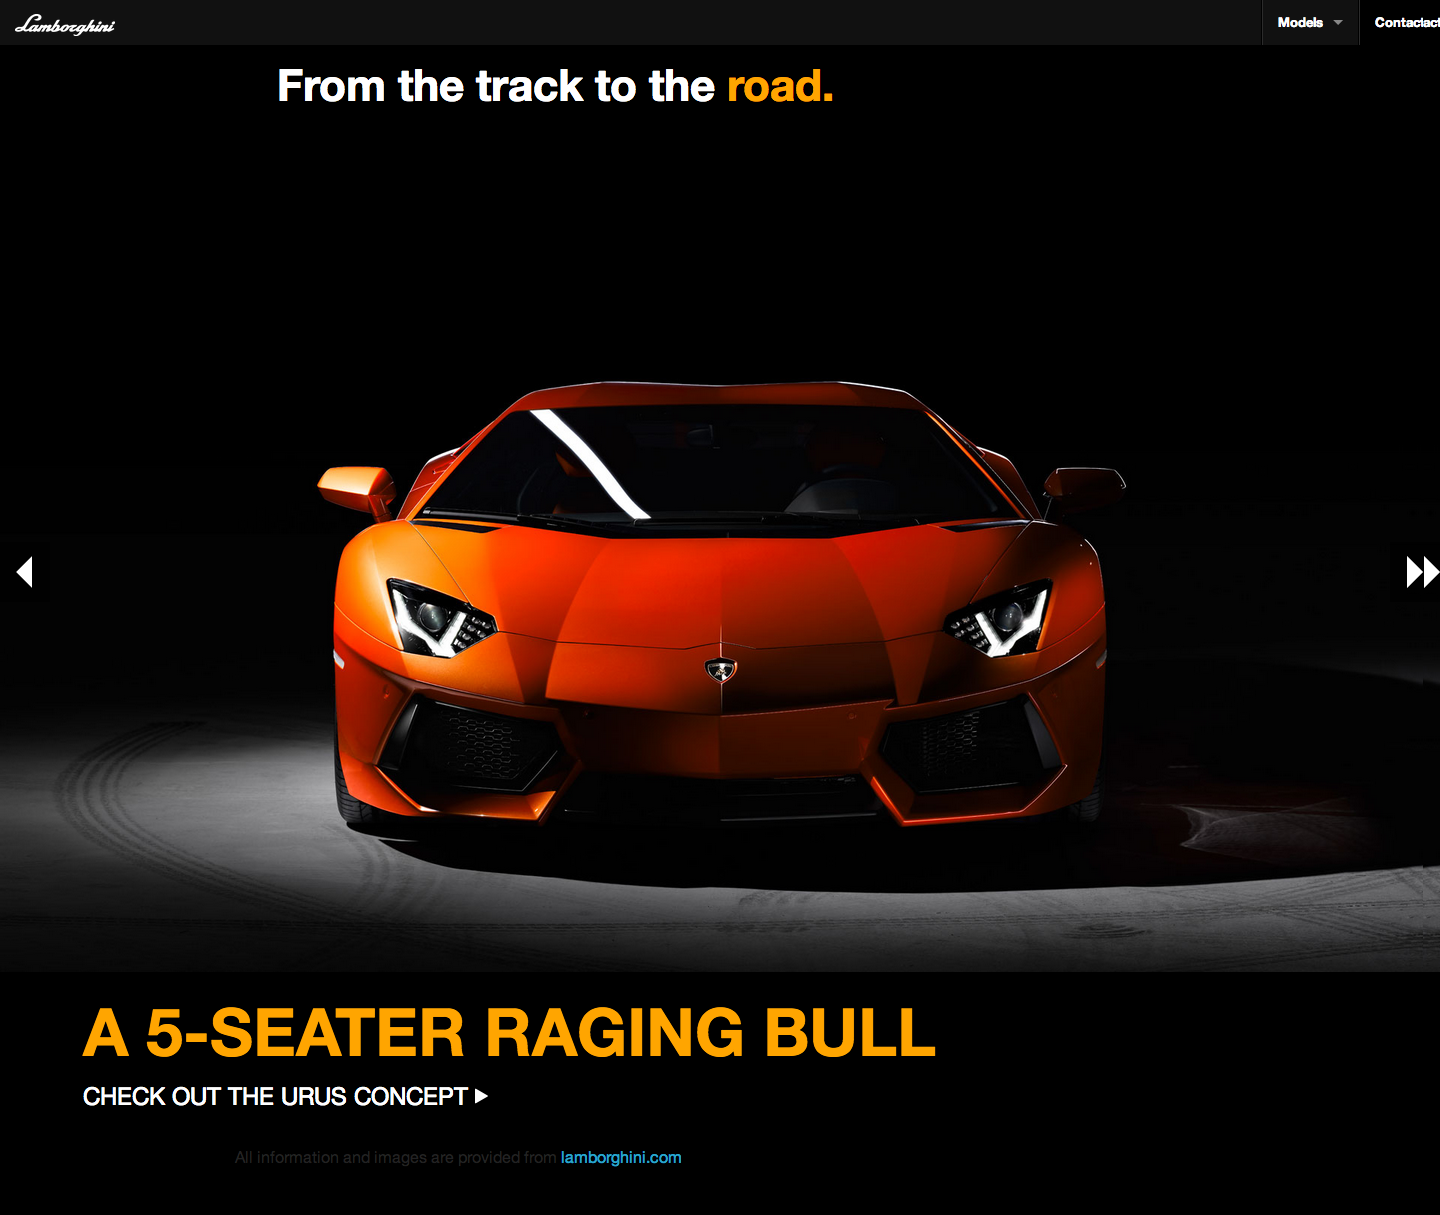 Lamborghini
Models
Contactact
From the track to the road.
A 5-SEATER RAGING BULL
CHECK OUT THE URUS CONCEPT
All information and images are provided from lamborghini.com